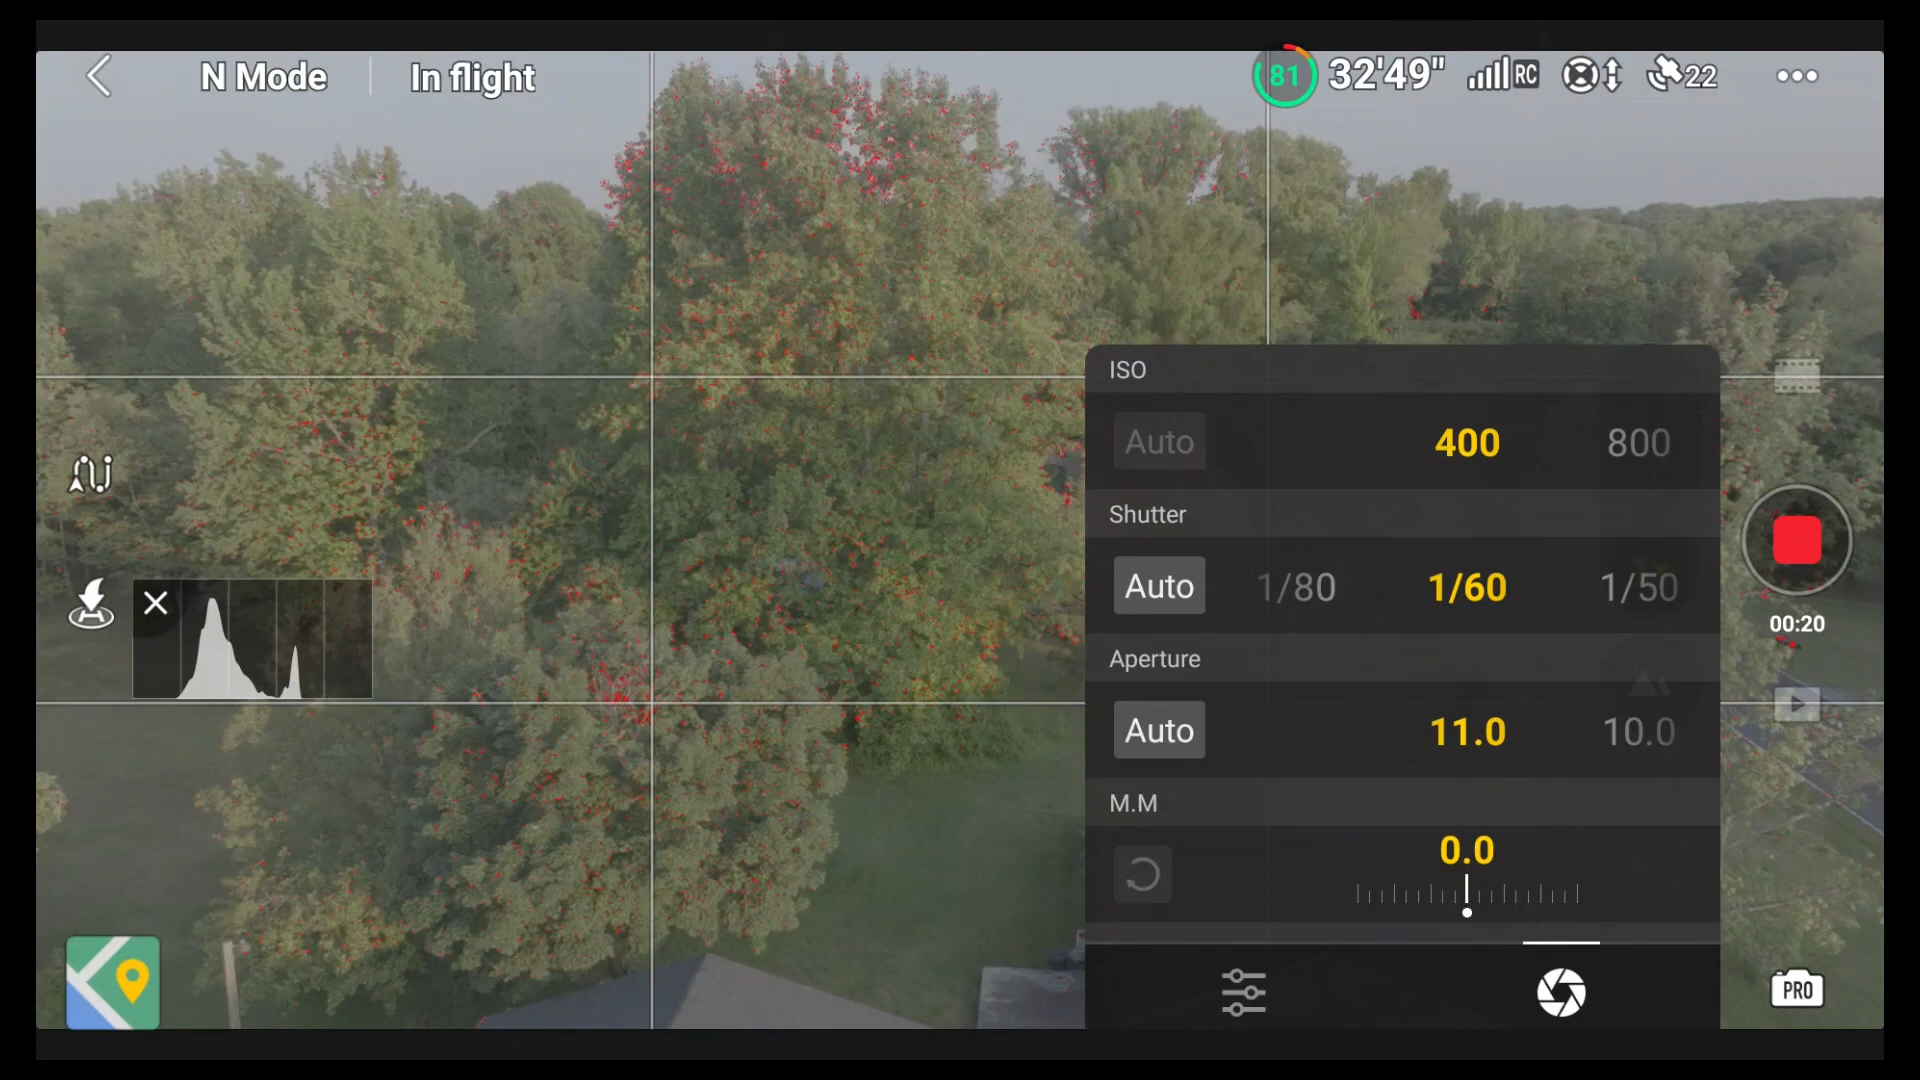 N Mode
In flight
81
32'49"
RC
22
ISO
Auto
400
800
Shutter
Auto
1/80
1/60
1/50
00:20
Aperture
Auto
11.0
10.0
M.M
0.0
PRO